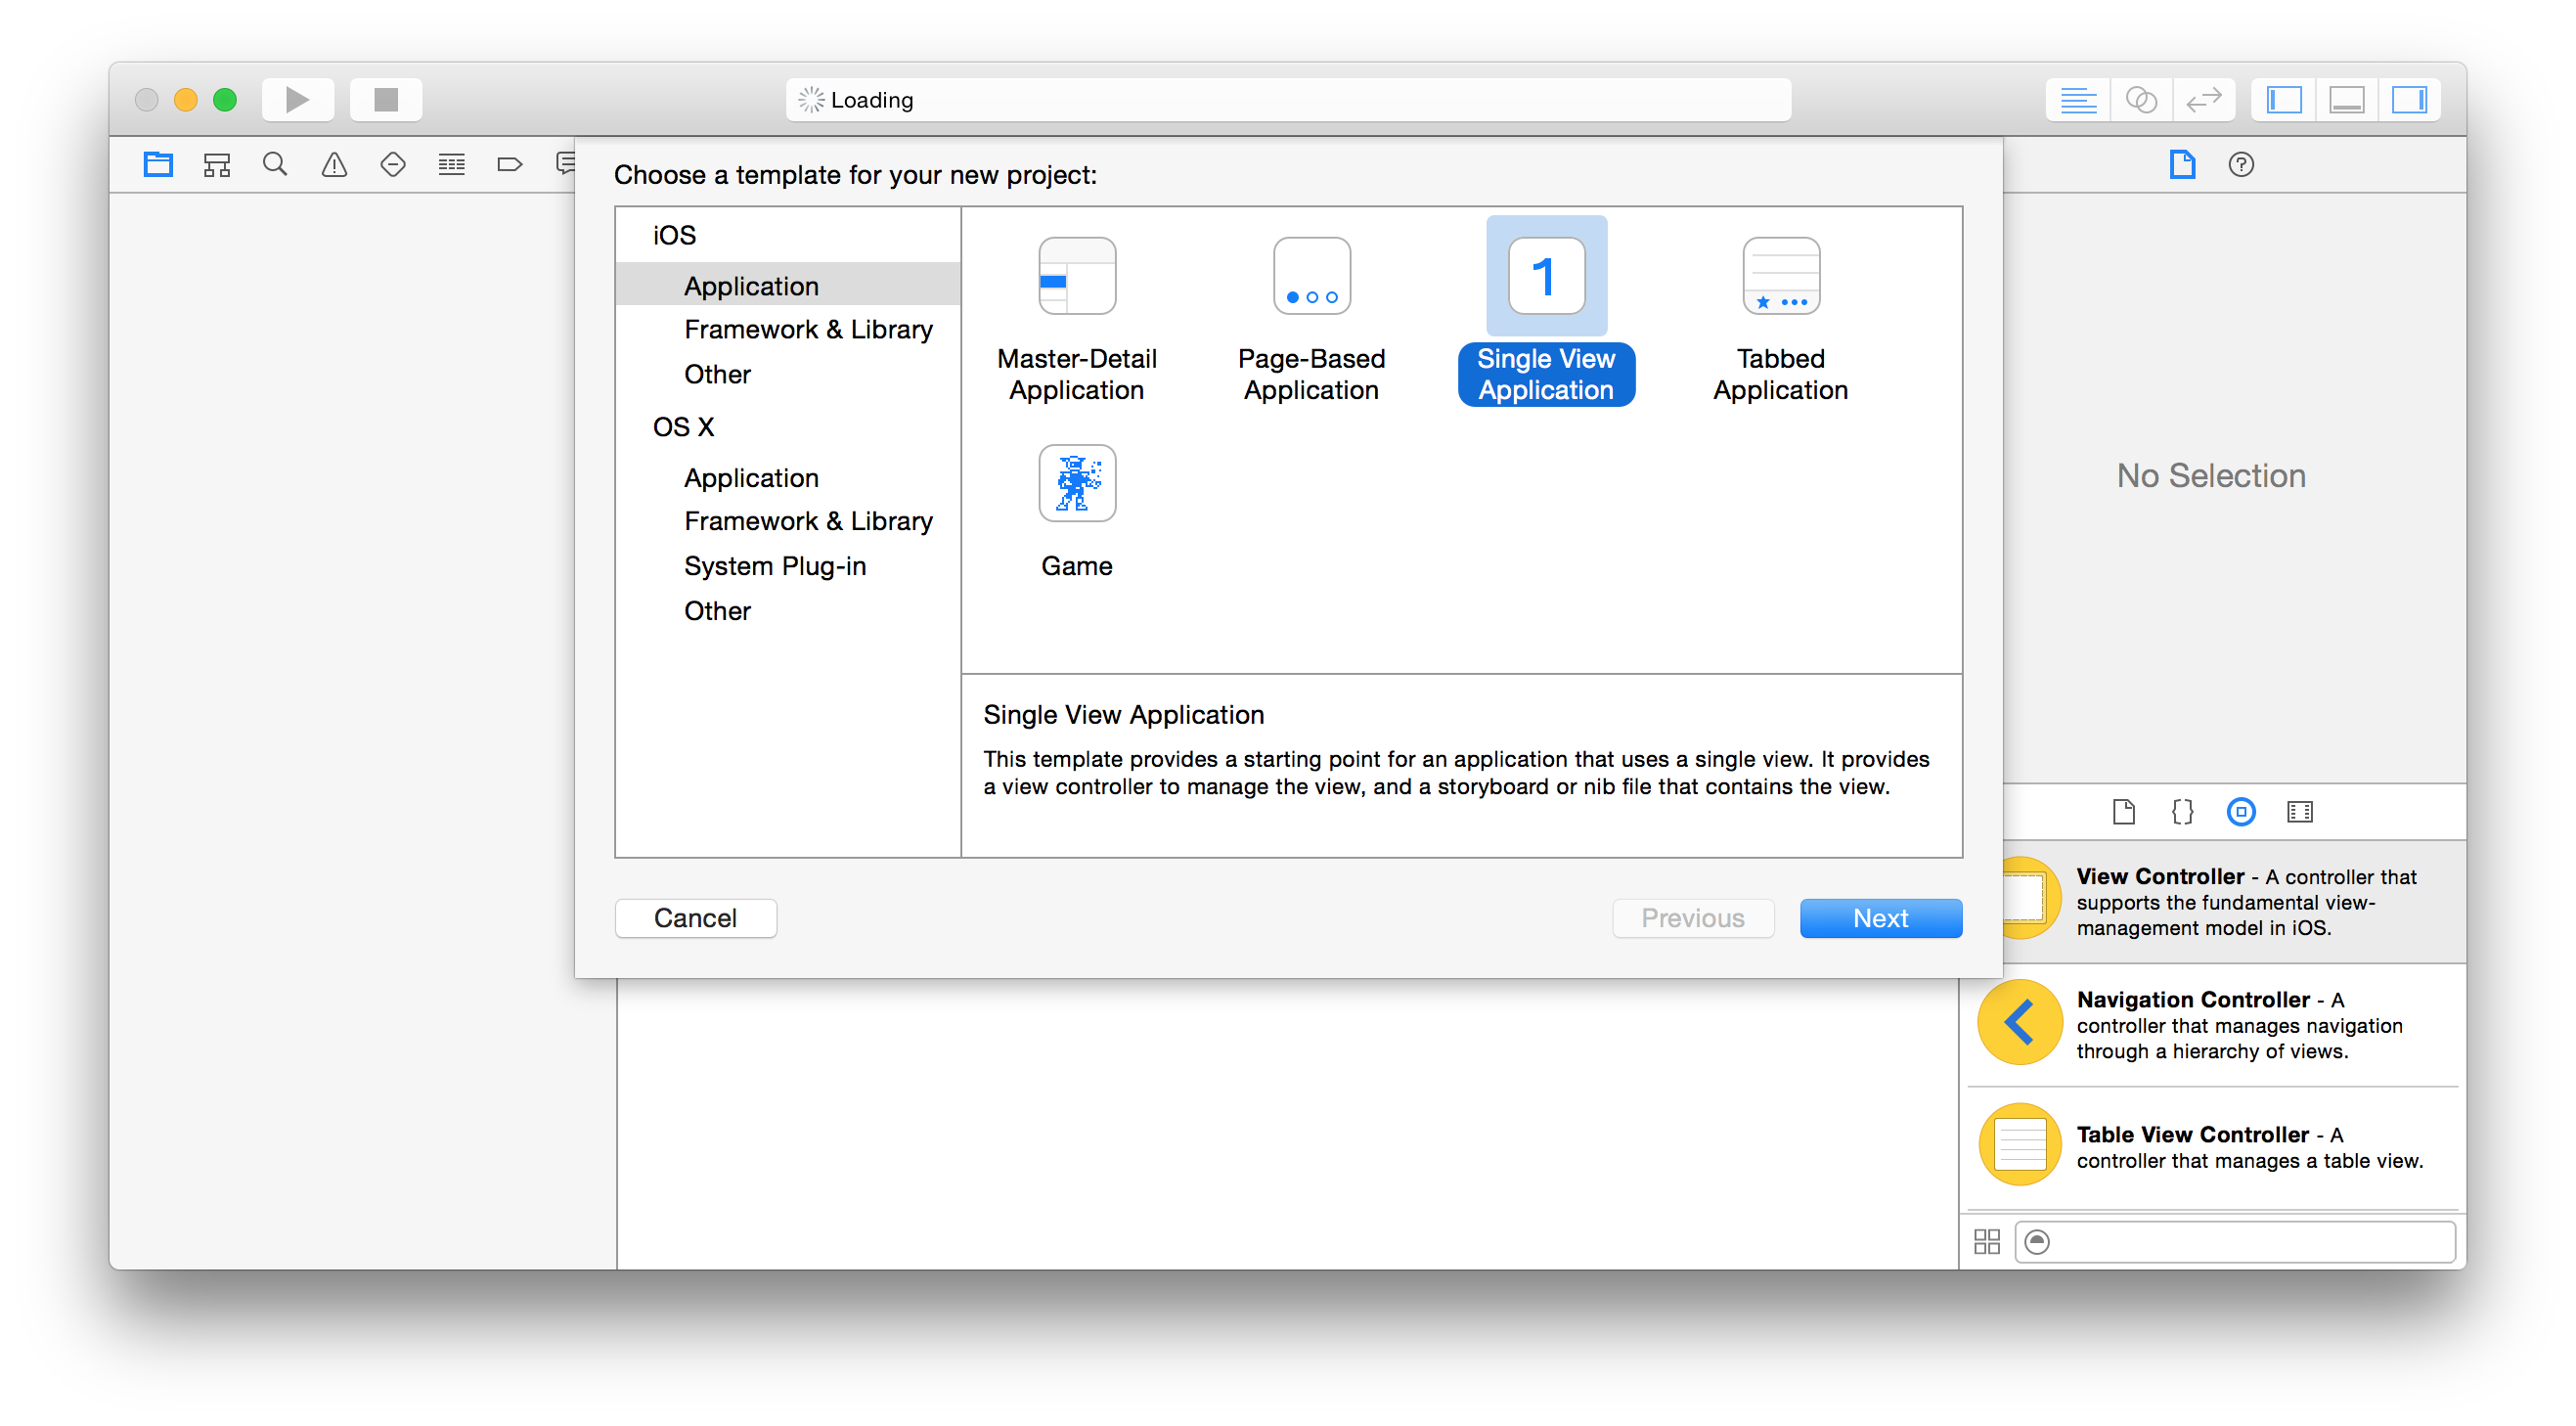 Loading
Choose a template for your new project:
iOS
Application
Framework & Library
Other
OS X
Application
Framework & Library
System Plug-in
Other
Master-Detail
Application
Page-Based
Application
1
Single View
Application
Tabbed
Application
Game
Single View Application
This template provides a starting point for an application that uses a single view. It provides
a view controller to manage the view, and a storyboard or nib file that contains the view.
Cancel
Previous
Next
No Selection
View Controller - A controller that
supports the fundamental view-
management model in iOS.
Navigation Controller - A
controller that manages navigation
through a hierarchy of views.
Table View Controller - A
controller that manages a table view.